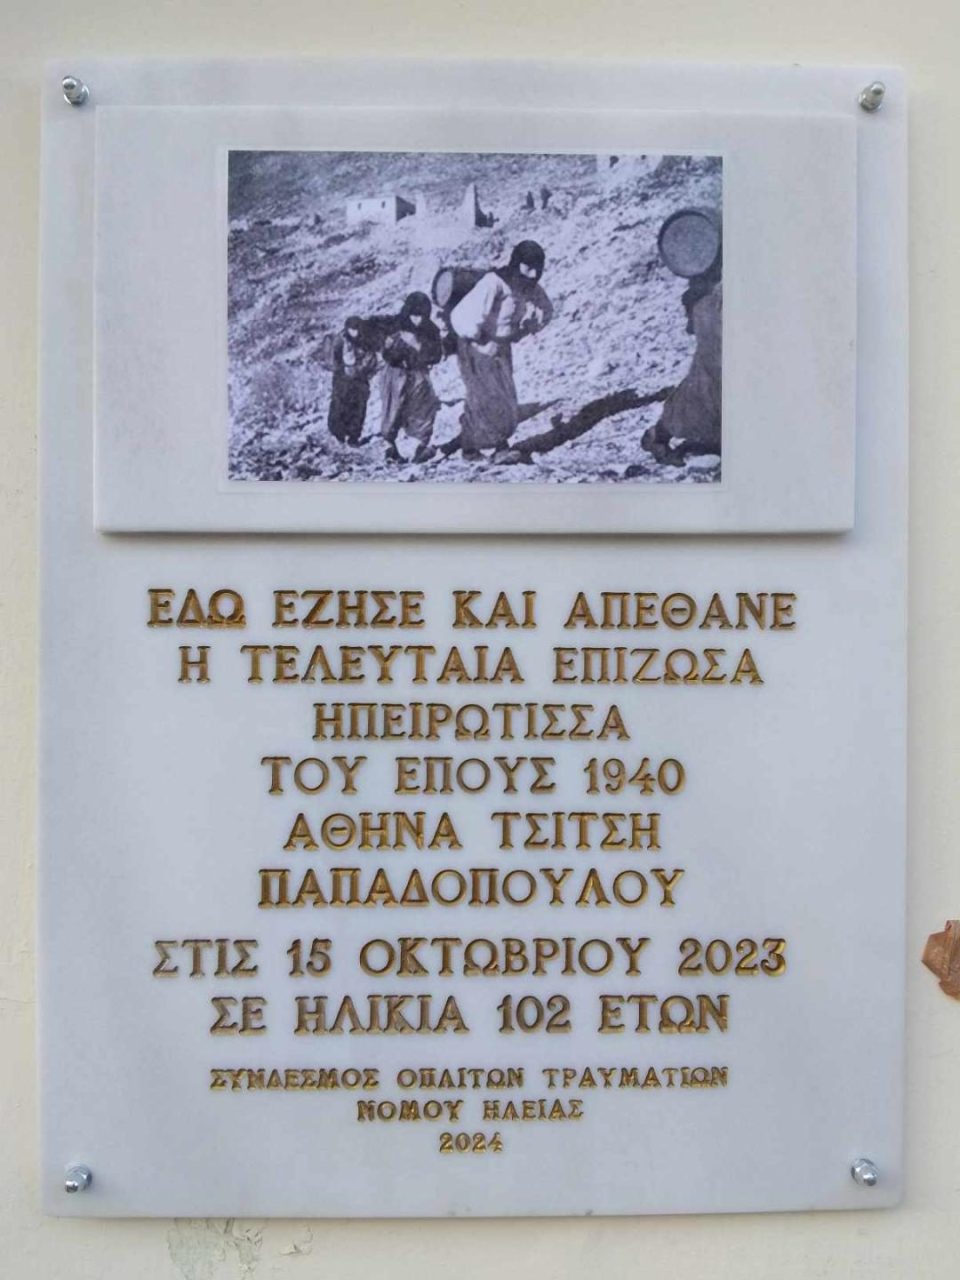 ΕΔΩ ΕΖΗΣΕ ΚΑΙ ΑΠΕΘΑΝΕ
Η ΤΕΛΕΥΤΑΙΑ ΕΠΙΖΩΣΑ
ΗΠΕΙΡΩΤΙΣΣΑ
ΤΟΥ ΕΠΟΥΣ 1940
ΑΘΗΝΑ ΤΣΙΤΣΗ
ΠΑΠΑΔΟΠΟΥΛΟΥ
ΣΤΙΣ 15 ΟΚΤΩΒΡΙΟΥ 2023
ΣΕ ΗΛΙΚΙΑ 102 ΕΤΩΝ
ΣΥΝΔΕΣΜΟΣ ΟΠΛΙΤΩΝ ΤΡΑΥΜΑΤΙΩΝ
ΝΟΜΟΥ ΗΛΕΙΑΣ
2024